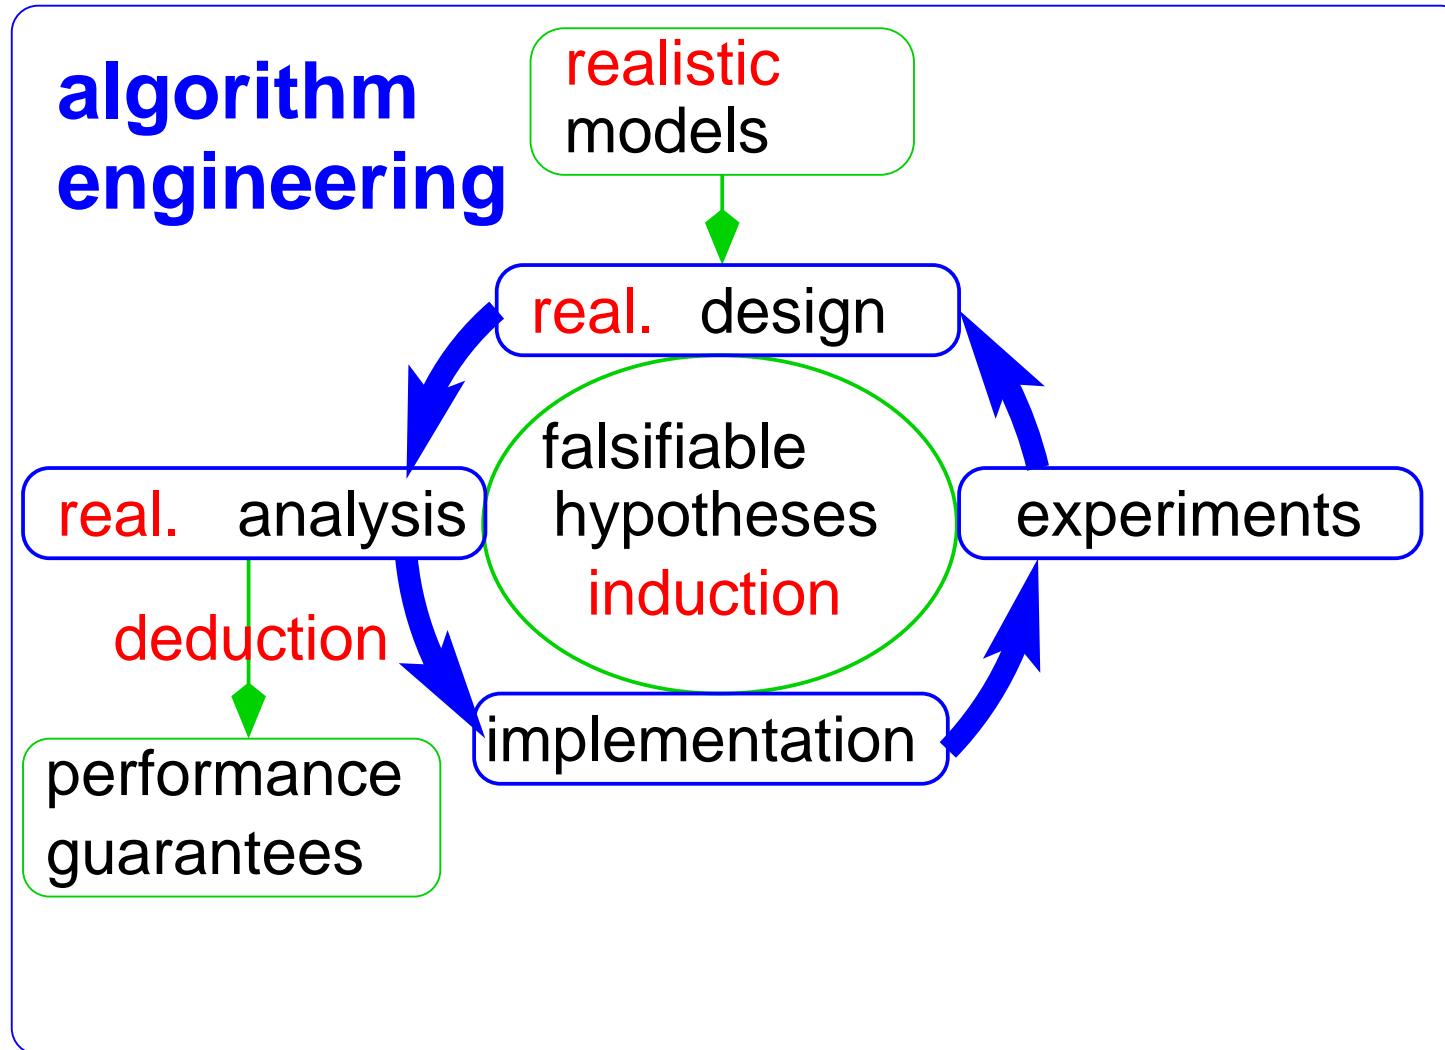 algorithm
engineering
realistic
models
real. design
falsifiable
hypotheses
induction
real. analysis
experiments
deduction
implementation
performance
guarantees